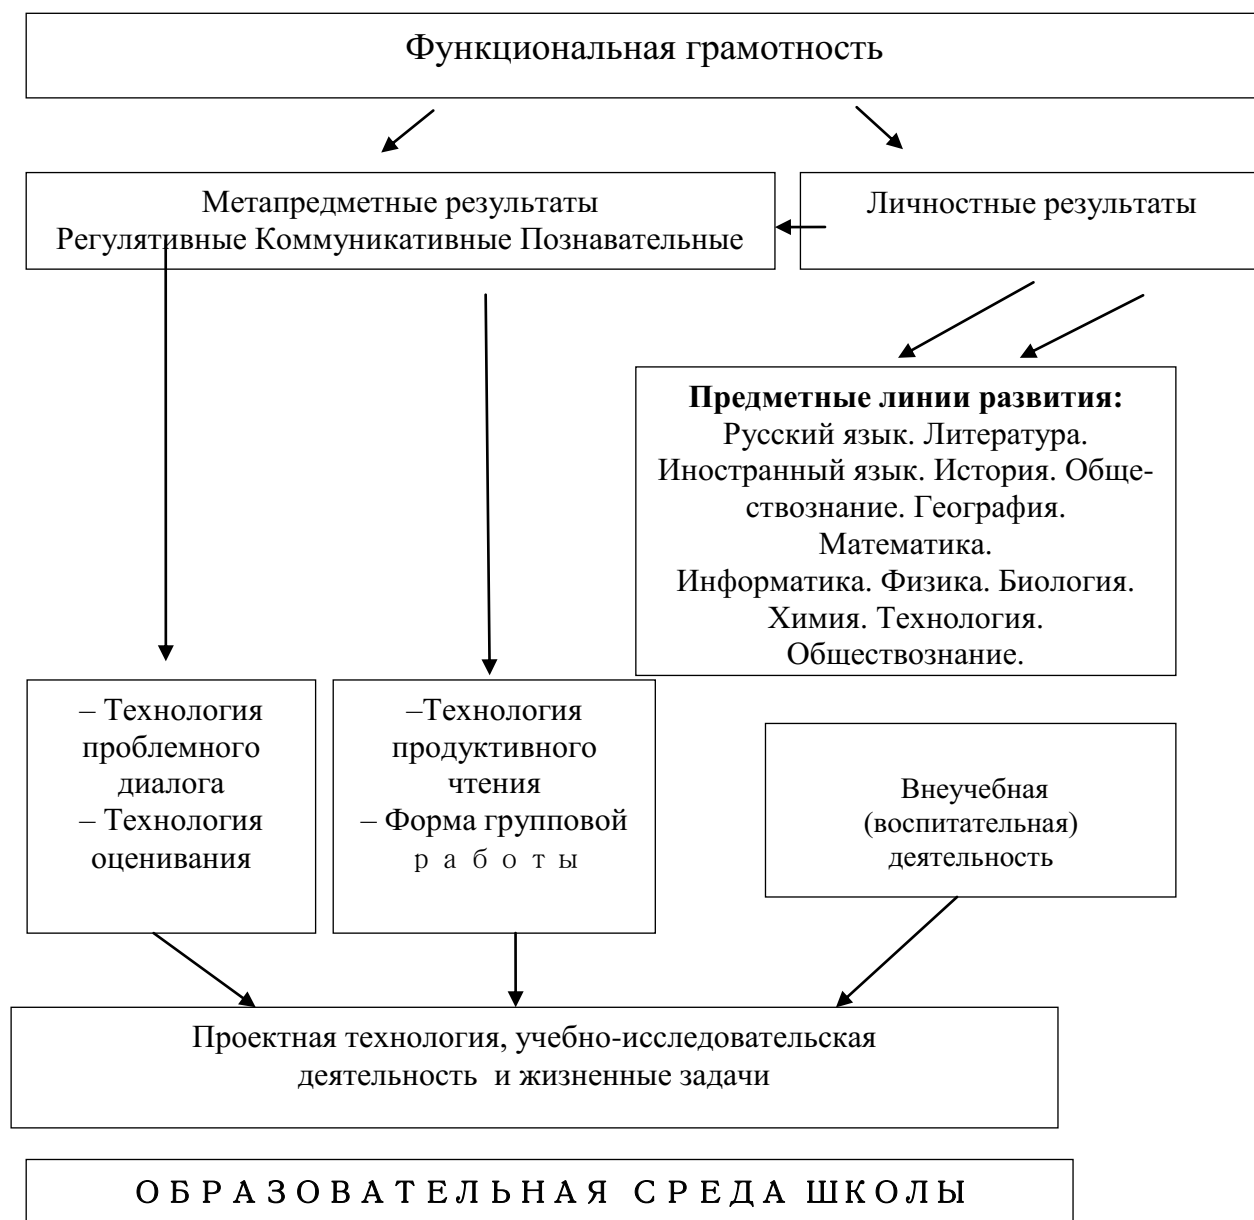 Функциональная грамотность
Метапредметные результаты
Регулятивные Коммуникативные Познавательные
Личностные результаты
Предметные линии развития:
Русский язык. Литература.
Иностранный язык. История. Обще-
ствознание. География.
Математика.
Информатика. Физика. Биология.
Химия. Технология.
Обществознание.
– Технология
проблемного
диалога
– Технология
оценивания
–Технология
продуктивного
чтения
– Форма групповой
р а б о т ы
Внеучебная
(воспитательная)
деятельность
Проектная технология, учебно-исследовательская
деятельность и жизненные задачи
О Б Р А З О В А Т Е Л Ь Н А Я С Р Е Д А Ш К О Л Ы